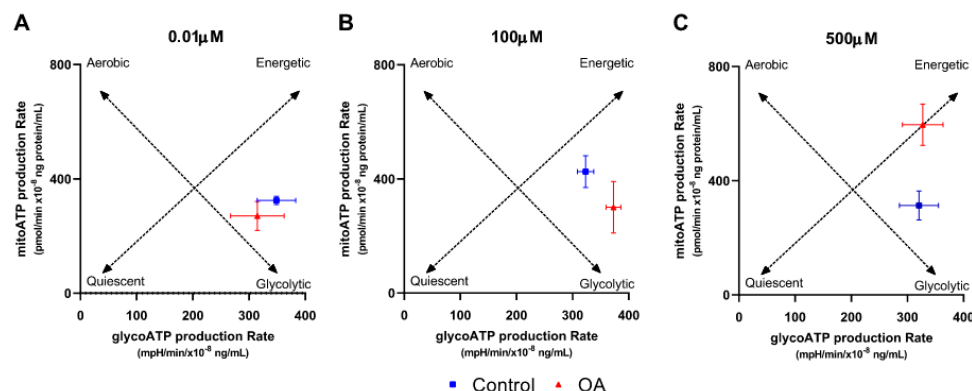 A
0.01μM
800
Aerobic
Energetic
mitoATP production Rate
(pmol/min x10-8 ng protein/mL)
400
Quiescent
Glycolytic
0
0 100 200 300 400
glycoATP production Rate
(mpH/min/x10-8 ng/mL)
B
100μM
800
Aerobic
Energetic
mitoATP production Rate
(pmol/min x10-8 ng protein/mL)
400
Quiescent
Glycolytic
0
0 100 200 300 400
glycoATP production Rate
(mpH/min/x10-8 ng/mL)
C
500μM
800
Aerobic
Energetic
mitoATP production Rate
(pmol/min x10-8 ng protein/mL)
400
Quiescent
Glycolytic
0
0 100 200 300 400
glycoATP production Rate
(mpH/min/x10-8 ng/mL)
Control OA